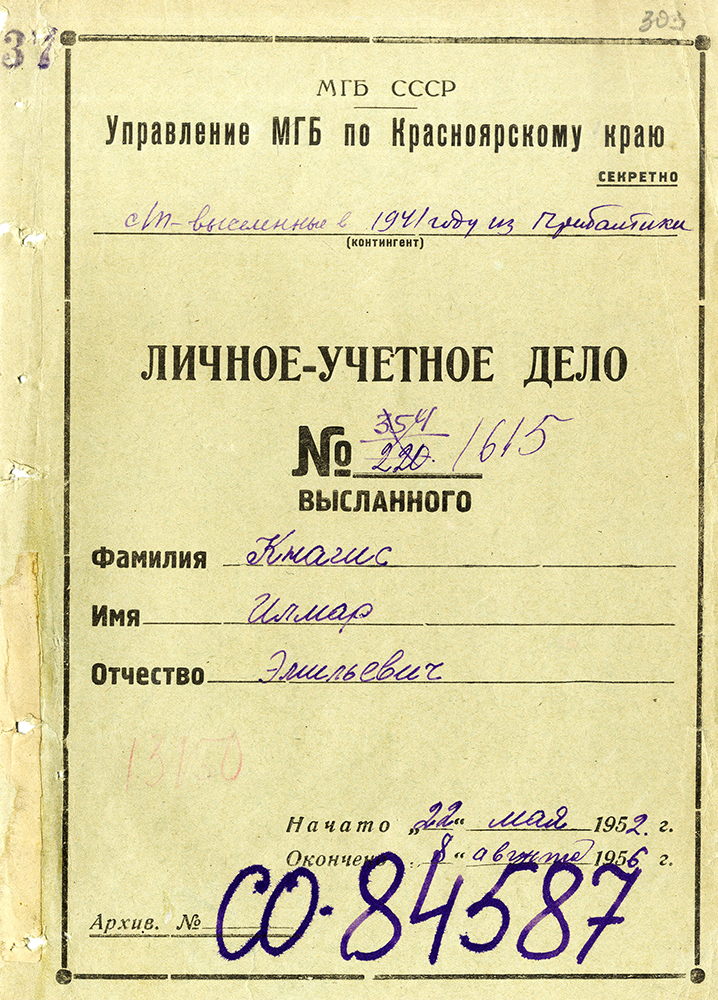 37
303
МГБ СССР
Управление МГБ по Красноярскому краю
СЕКРЕТНО
с/п-выселенные в 1941 году из Прибалтики
(контингент)
ЛИЧНОЕ-УЧЕТНОЕ ДЕЛО
№ 354/220. 1615
ВЫСЛАННОГО
Фамилия Кнагис
Имя Илмар
Отчество Эмильевич
13150
Начато „22“ мая 1952. г.
Окончено „8“ августа 1956 г.
Архив. № СО-84587